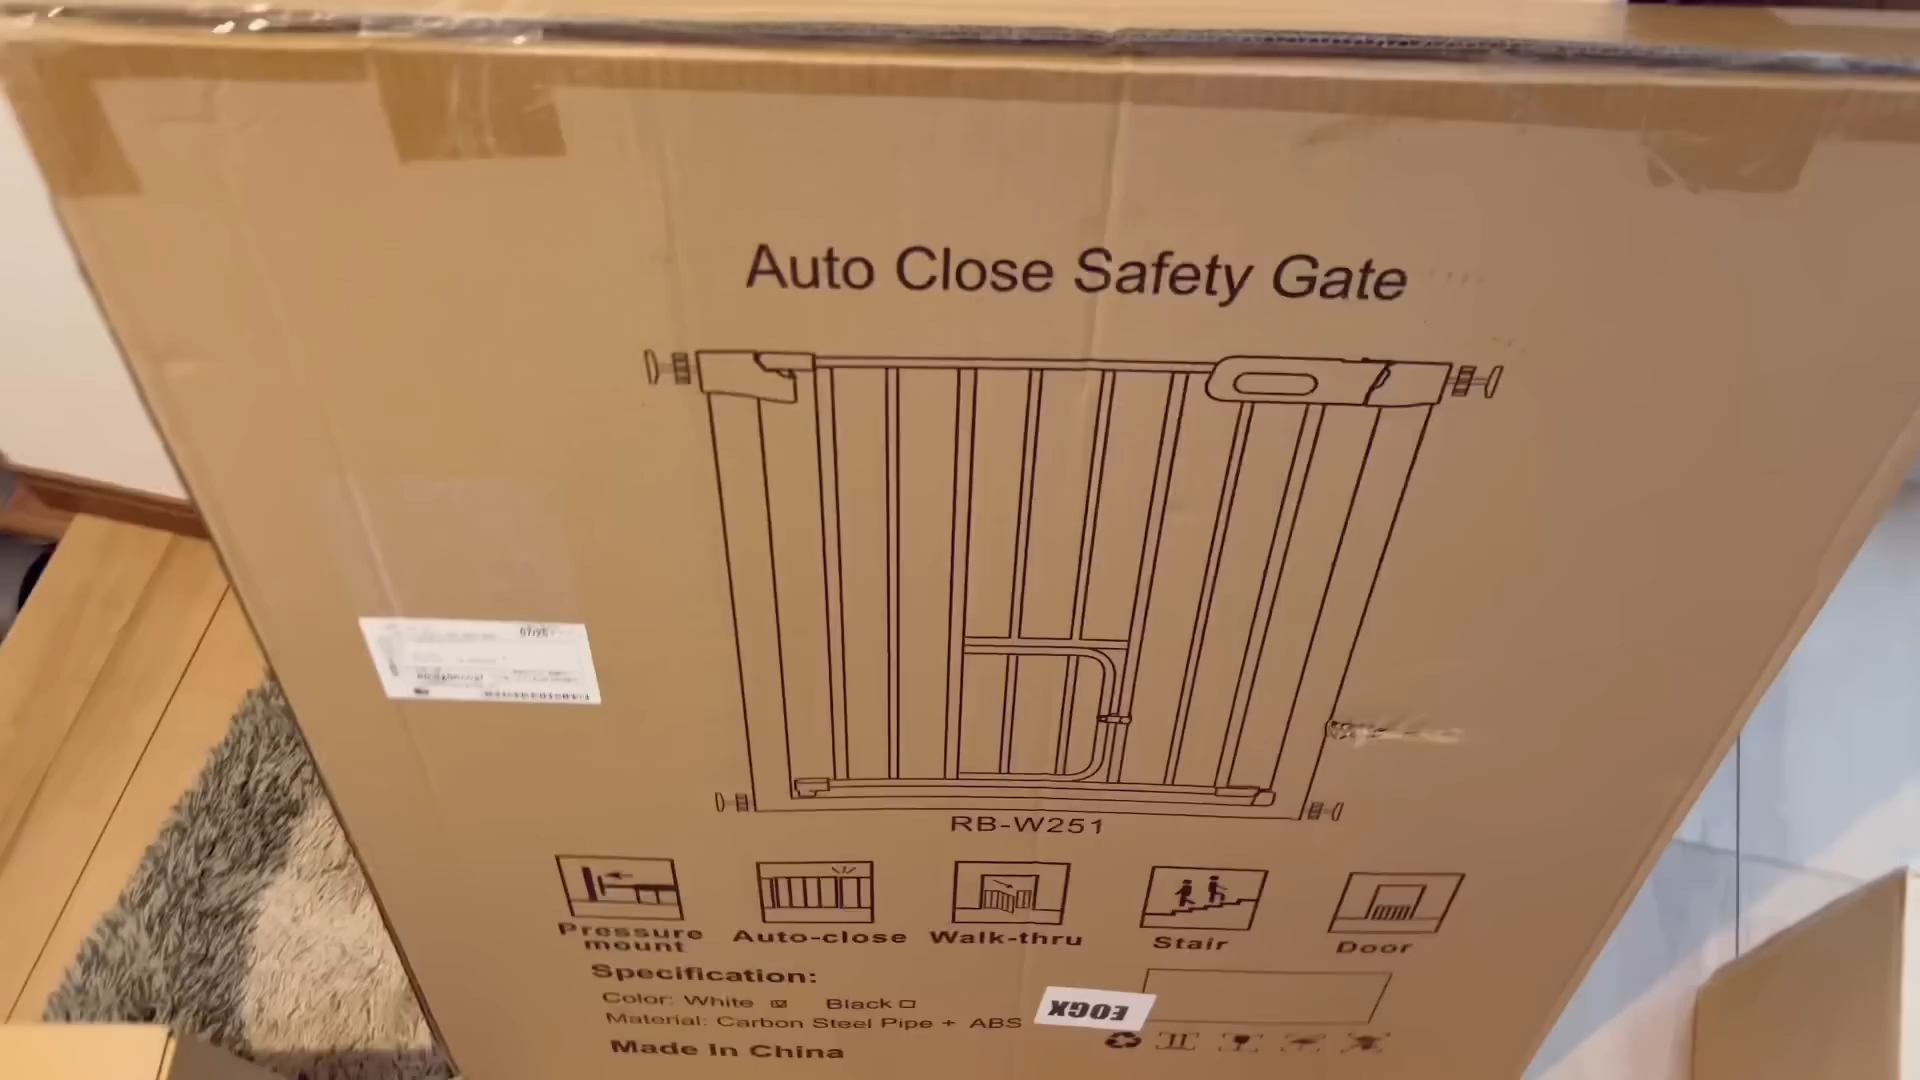 Auto Close Safety Gate
RB-W251
Pressure mount
Auto-close
Walk-thru
Stair
Door
Specification:
Color: White ☑ Black ☐
Material: Carbon Steel Pipe + ABS
EOGX
Made In China